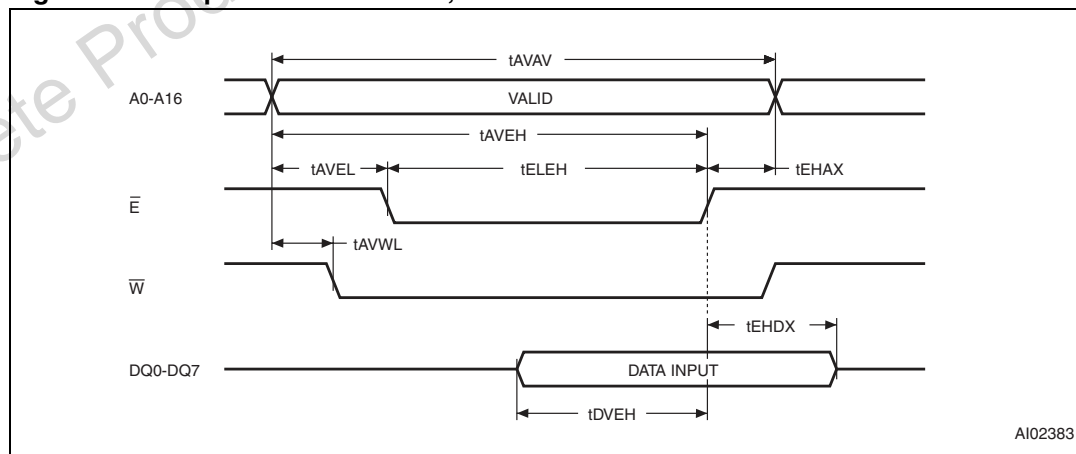 tAVAV
A0-A16
VALID
tAVEH
tAVEL
tELEH
tEHAX
E
tAVWL
W
tEHDX
DQ0-DQ7
DATA INPUT
tDVEH
AI02383